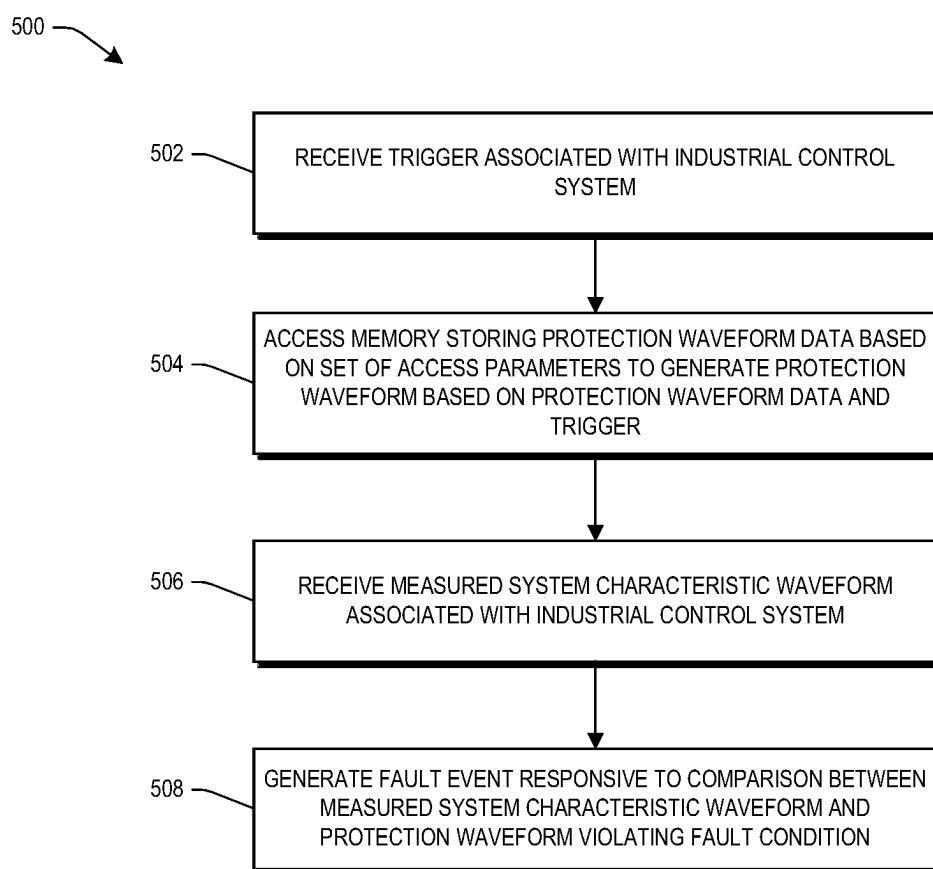 500
502
RECEIVE TRIGGER ASSOCIATED WITH INDUSTRIAL CONTROL
SYSTEM
504
ACCESS MEMORY STORING PROTECTION WAVEFORM DATA BASED
ON SET OF ACCESS PARAMETERS TO GENERATE PROTECTION
WAVEFORM BASED ON PROTECTION WAVEFORM DATA AND
TRIGGER
506
RECEIVE MEASURED SYSTEM CHARACTERISTIC WAVEFORM
ASSOCIATED WITH INDUSTRIAL CONTROL SYSTEM
508
GENERATE FAULT EVENT RESPONSIVE TO COMPARISON BETWEEN
MEASURED SYSTEM CHARACTERISTIC WAVEFORM AND
PROTECTION WAVEFORM VIOLATING FAULT CONDITION